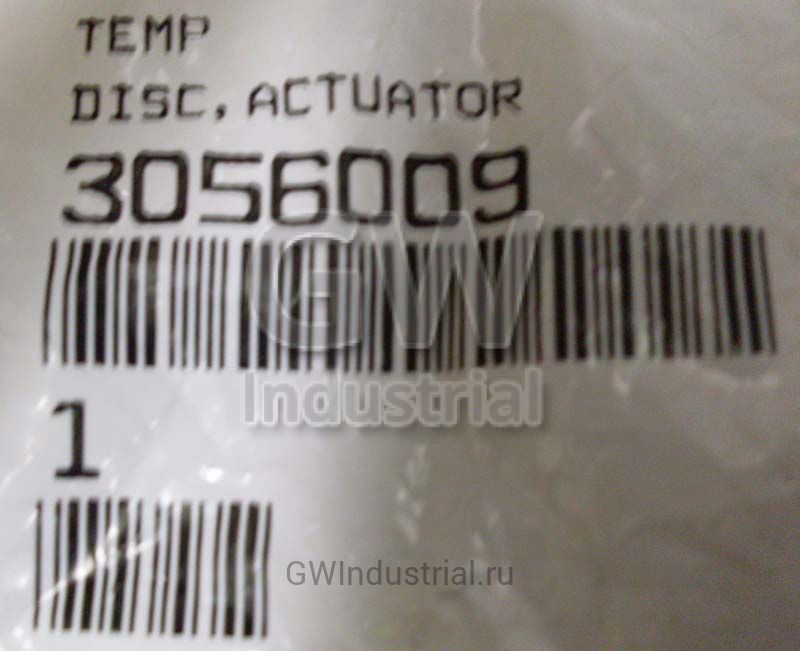 TEMP
DISC, ACTUATOR
3056009
GW
Industrial
1
GWIndustrial.ru